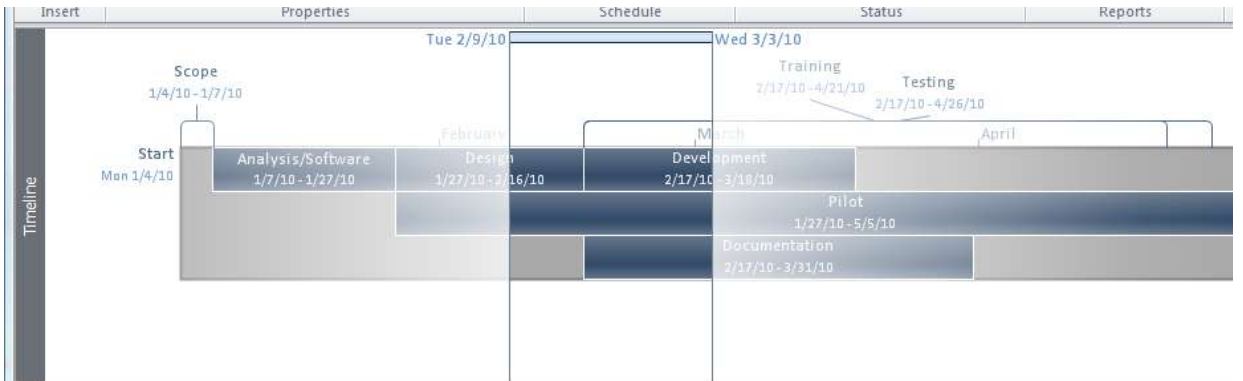 Insert Properties Schedule Status Reports
Tue 2/9/10 Wed 3/3/10
Scope
1/4/10 - 1/7/10
Training
2/17/10 - 4/21/10
Testing
2/17/10 - 4/26/10
February March April
Start
Mon 1/4/10
Analysis/Software
1/7/10 - 1/27/10
Design
1/27/10 - 2/16/10
Development
2/17/10 - 3/18/10
Pilot
1/27/10 - 5/5/10
Documentation
2/17/10 - 3/31/10
Timeline